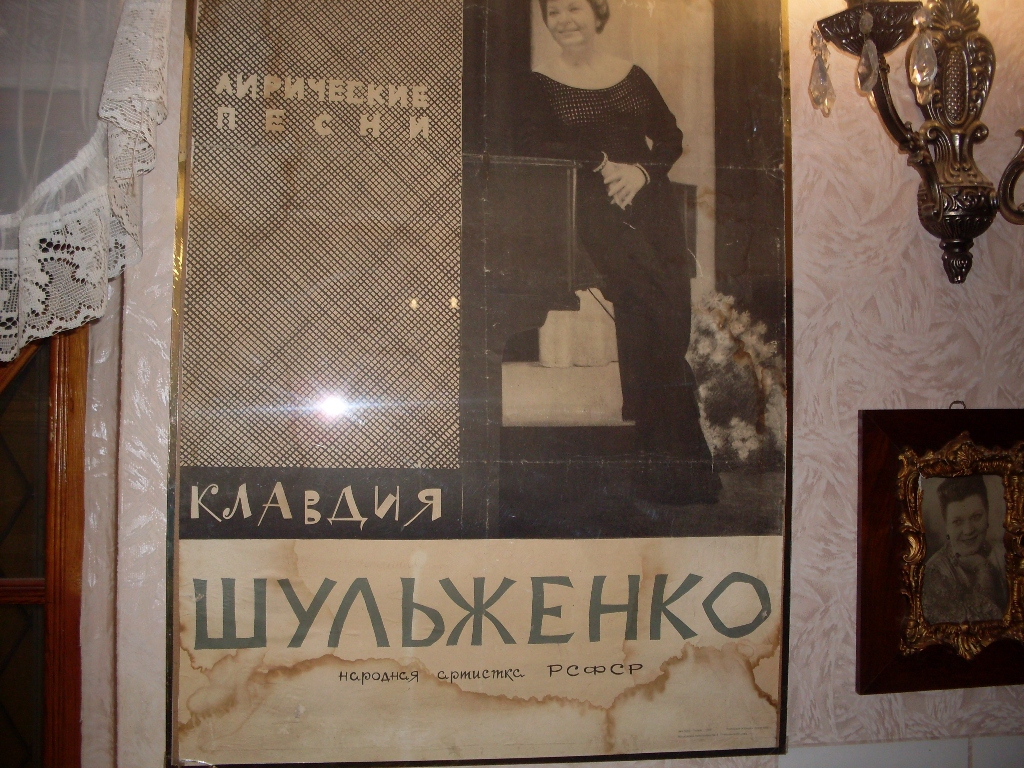 ЛИРИЧЕСКИЕ
ПЕСНИ
КЛАВДИЯ
ШУЛЬЖЕНКО
народная артистка РСФСР